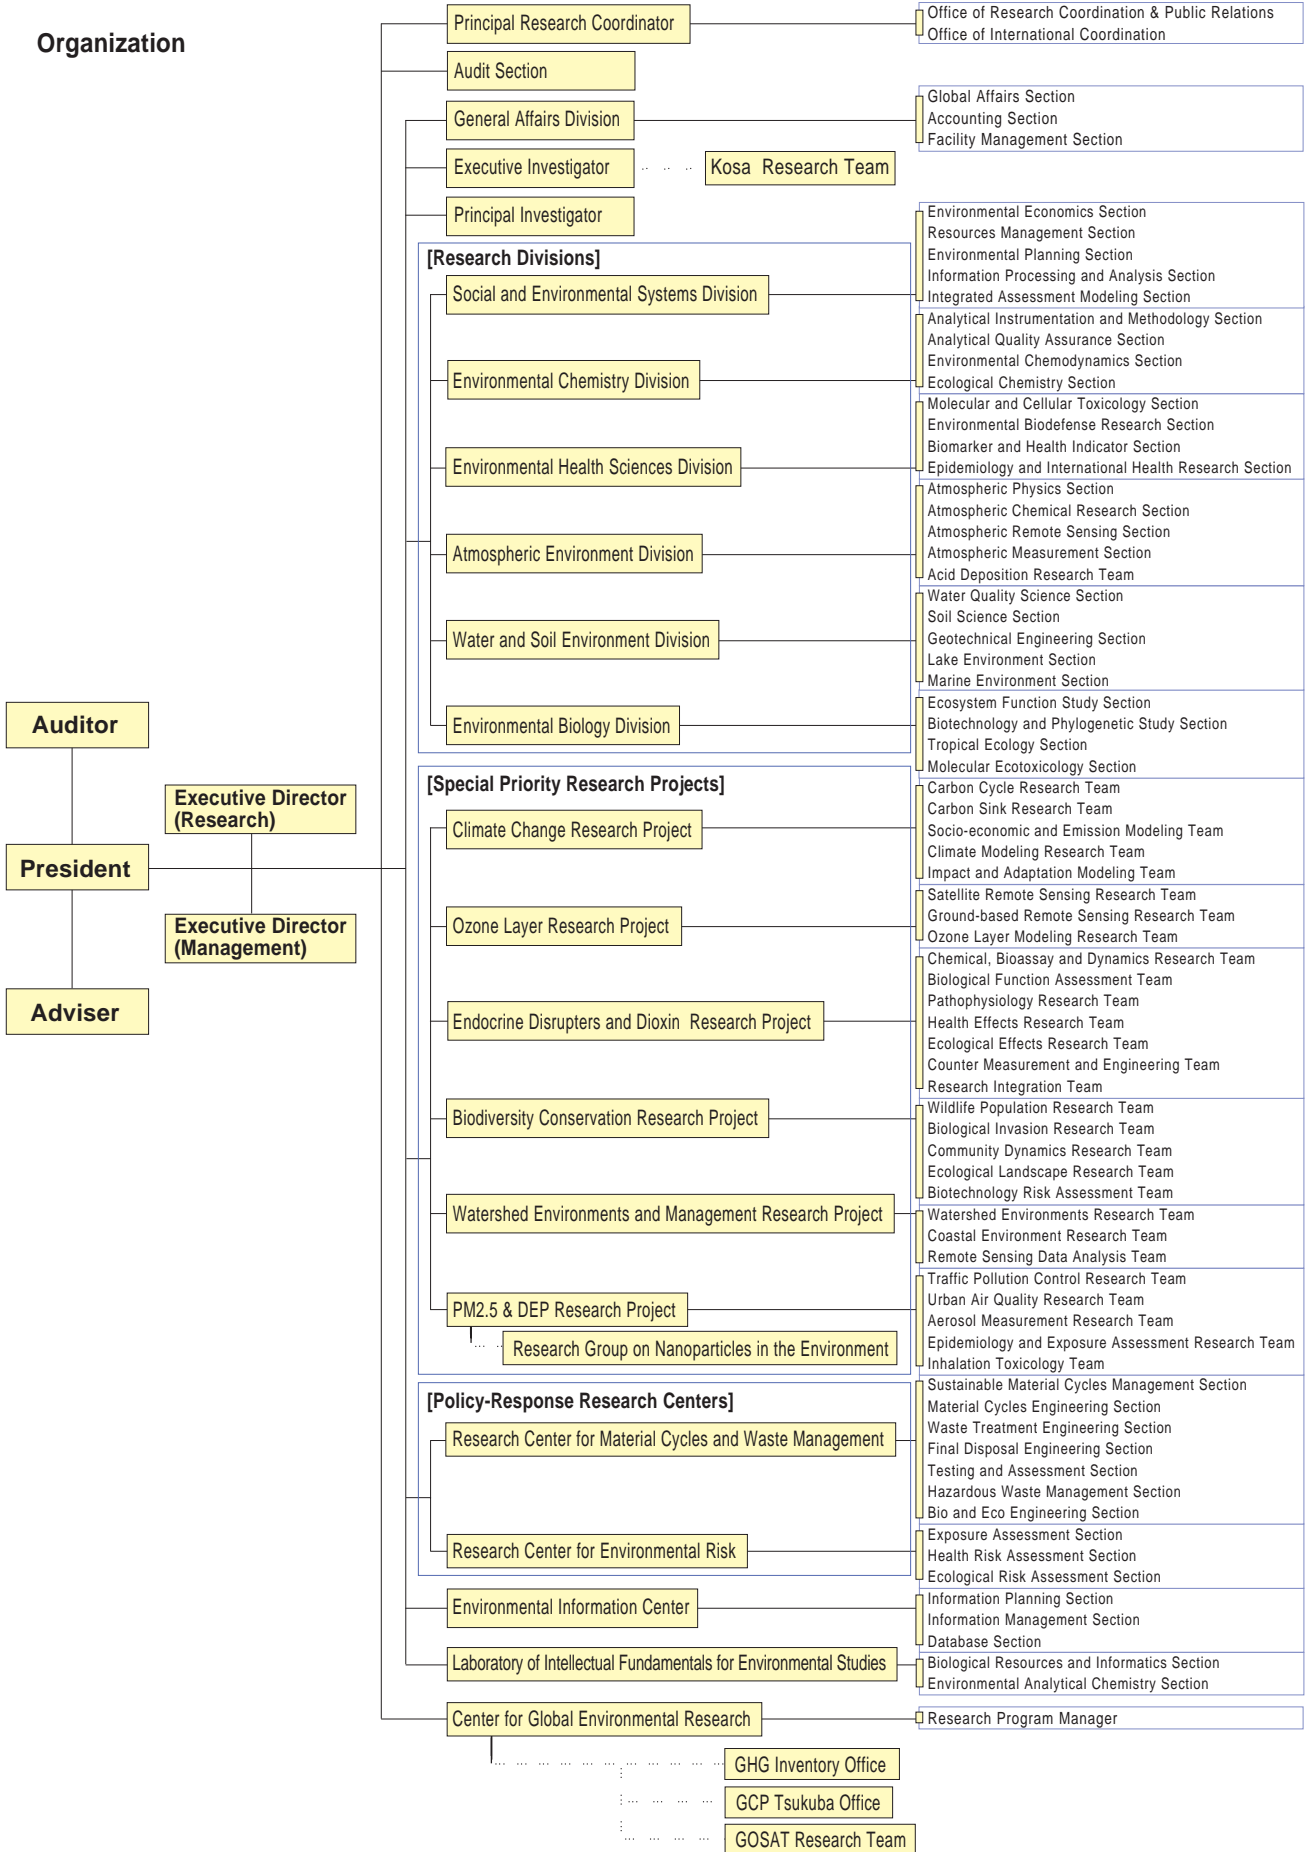 Organization
Principal Research Coordinator
Office of Research Coordination & Public Relations
Office of International Coordination
Audit Section
General Affairs Division
Global Affairs Section
Accounting Section
Facility Management Section
Executive Investigator
Kosa Research Team
Principal Investigator
[Research Divisions]
Social and Environmental Systems Division
Environmental Economics Section
Resources Management Section
Environmental Planning Section
Information Processing and Analysis Section
Integrated Assessment Modeling Section
Environmental Chemistry Division
Analytical Instrumentation and Methodology Section
Analytical Quality Assurance Section
Environmental Chemodynamics Section
Ecological Chemistry Section
Environmental Health Sciences Division
Molecular and Cellular Toxicology Section
Environmental Biodefense Research Section
Biomarker and Health Indicator Section
Epidemiology and International Health Research Section
Atmospheric Environment Division
Atmospheric Physics Section
Atmospheric Chemical Research Section
Atmospheric Remote Sensing Section
Atmospheric Measurement Section
Acid Deposition Research Team
Water and Soil Environment Division
Water Quality Science Section
Soil Science Section
Geotechnical Engineering Section
Lake Environment Section
Marine Environment Section
Environmental Biology Division
Ecosystem Function Study Section
Biotechnology and Phylogenetic Study Section
Tropical Ecology Section
Molecular Ecotoxicology Section
Auditor
Executive Director
(Research)
President
Executive Director
(Management)
Adviser
[Special Priority Research Projects]
Climate Change Research Project
Carbon Cycle Research Team
Carbon Sink Research Team
Socio-economic and Emission Modeling Team
Climate Modeling Research Team
Impact and Adaptation Modeling Team
Ozone Layer Research Project
Satellite Remote Sensing Research Team
Ground-based Remote Sensing Research Team
Ozone Layer Modeling Research Team
Endocrine Disrupters and Dioxin Research Project
Chemical, Bioassay and Dynamics Research Team
Biological Function Assessment Team
Pathophysiology Research Team
Health Effects Research Team
Ecological Effects Research Team
Counter Measurement and Engineering Team
Research Integration Team
Biodiversity Conservation Research Project
Wildlife Population Research Team
Biological Invasion Research Team
Community Dynamics Research Team
Ecological Landscape Research Team
Biotechnology Risk Assessment Team
Watershed Environments and Management Research Project
Watershed Environments Research Team
Coastal Environment Research Team
Remote Sensing Data Analysis Team
PM2.5 & DEP Research Project
Research Group on Nanoparticles in the Environment
Traffic Pollution Control Research Team
Urban Air Quality Research Team
Aerosol Measurement Research Team
Epidemiology and Exposure Assessment Research Team
Inhalation Toxicology Team
[Policy-Response Research Centers]
Research Center for Material Cycles and Waste Management
Sustainable Material Cycles Management Section
Material Cycles Engineering Section
Waste Treatment Engineering Section
Final Disposal Engineering Section
Testing and Assessment Section
Hazardous Waste Management Section
Bio and Eco Engineering Section
Research Center for Environmental Risk
Exposure Assessment Section
Health Risk Assessment Section
Ecological Risk Assessment Section
Environmental Information Center
Information Planning Section
Information Management Section
Database Section
Laboratory of Intellectual Fundamentals for Environmental Studies
Biological Resources and Informatics Section
Environmental Analytical Chemistry Section
Center for Global Environmental Research
Research Program Manager
GHG Inventory Office
GCP Tsukuba Office
GOSAT Research Team